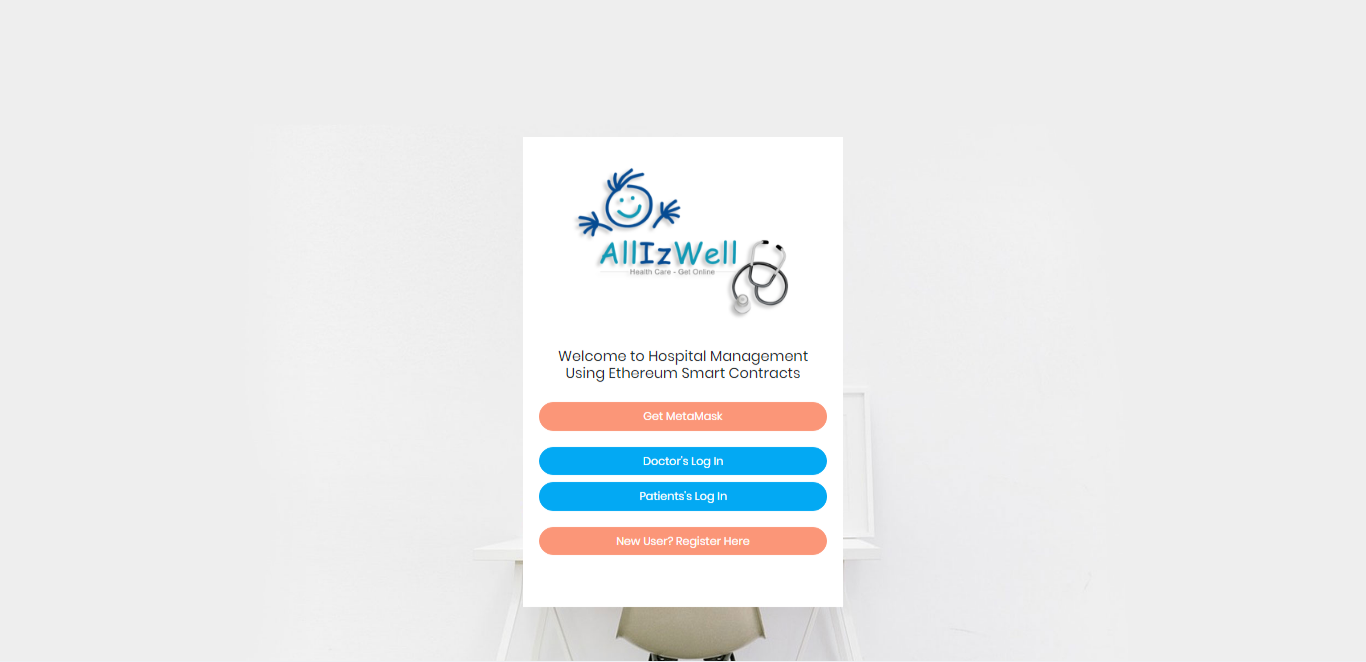 AllIzWell
Health Care - Get Online
Welcome to Hospital Management
Using Ethereum Smart Contracts
Get MetaMask
Doctor's Log In
Patients's Log In
New User? Register Here